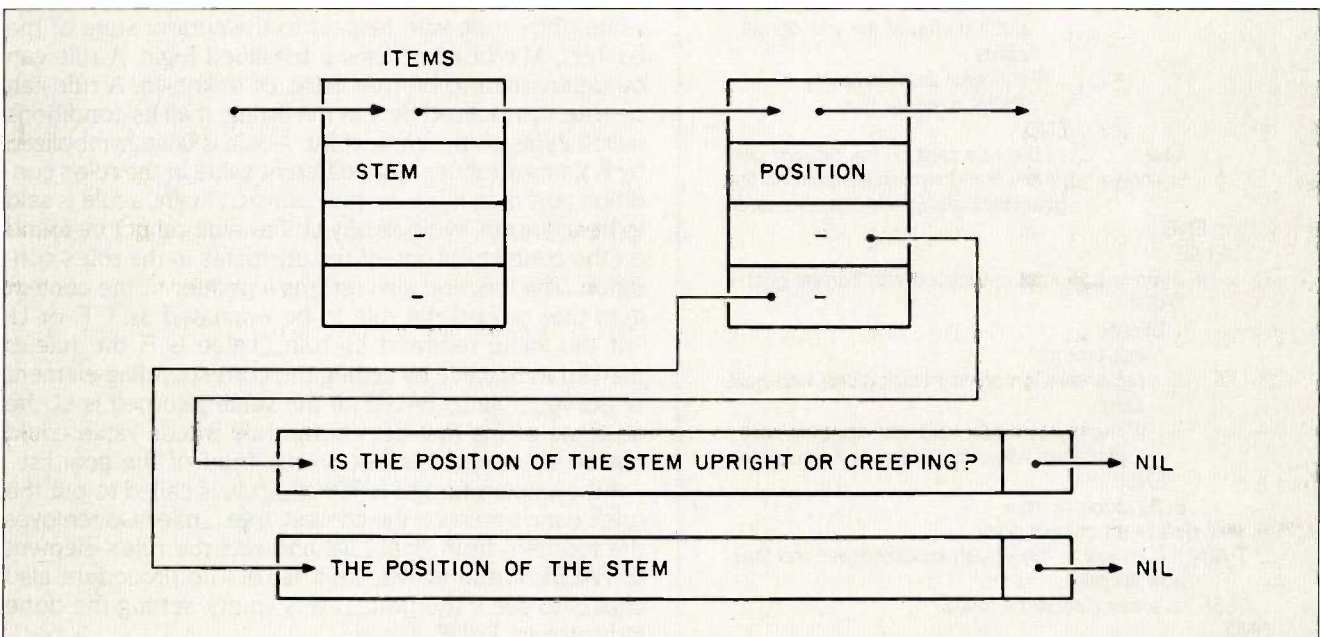 ITEMS
STEM
POSITION
–
–
–
–
IS THE POSITION OF THE STEM UPRIGHT OR CREEPING?
NIL
THE POSITION OF THE STEM
NIL